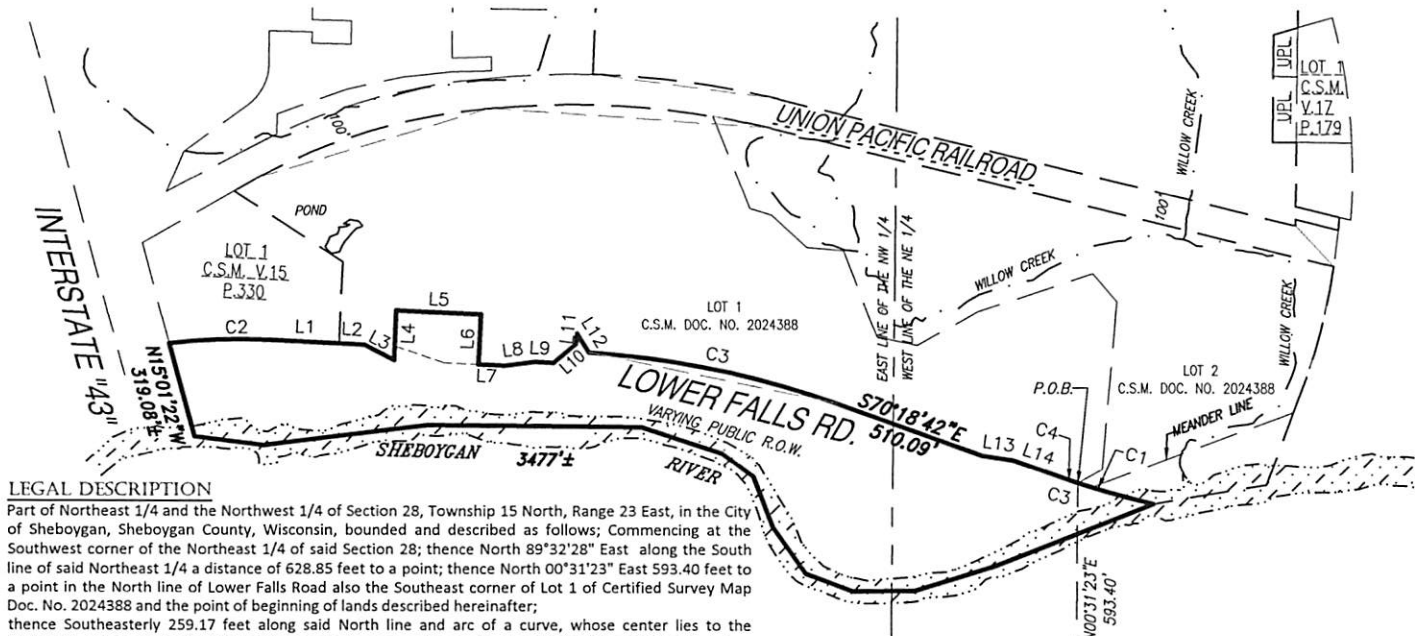 UNION PACIFIC RAILROAD
100'
100'
WILLOW CREEK
UPL
UPL
LOT 1
C.S.M.
V.17
P.179
INTERSTATE "43"
POND
LOT 1
C.S.M. V.15
P.330
EAST LINE OF THE NW 1/4
WEST LINE OF THE NE 1/4
WILLOW CREEK
WILLOW CREEK
C2
L1
L2
L3
L4
L5
L6
L7
L8
L9
L10
L11
L12
LOT 1
C.S.M. DOC. NO. 2024388
C3
LOT 2
C.S.M. DOC. NO. 2024388
LOWER FALLS RD.
VARYING PUBLIC R.O.W.
S70°18'42"E
510.09'
P.O.B.
MEANDER LINE
L13
L14
C4
C1
C3
N15°01'22"W
319.08'±
SHEBOYGAN
3477'±
RIVER
N00°31'23"E
593.40'
LEGAL DESCRIPTION
Part of Northeast 1/4 and the Northwest 1/4 of Section 28, Township 15 North, Range 23 East, in the City
of Sheboygan, Sheboygan County, Wisconsin, bounded and described as follows; Commencing at the
Southwest corner of the Northeast 1/4 of said Section 28; thence North 89°32'28" East along the South
line of said Northeast 1/4 a distance of 628.85 feet to a point; thence North 00°31'23" East 593.40 feet to
a point in the North line of Lower Falls Road also the Southeast corner of Lot 1 of Certified Survey Map
Doc. No. 2024388 and the point of beginning of lands described hereinafter;
thence Southeasterly 259.17 feet along said North line and arc of a curve, whose center lies to the